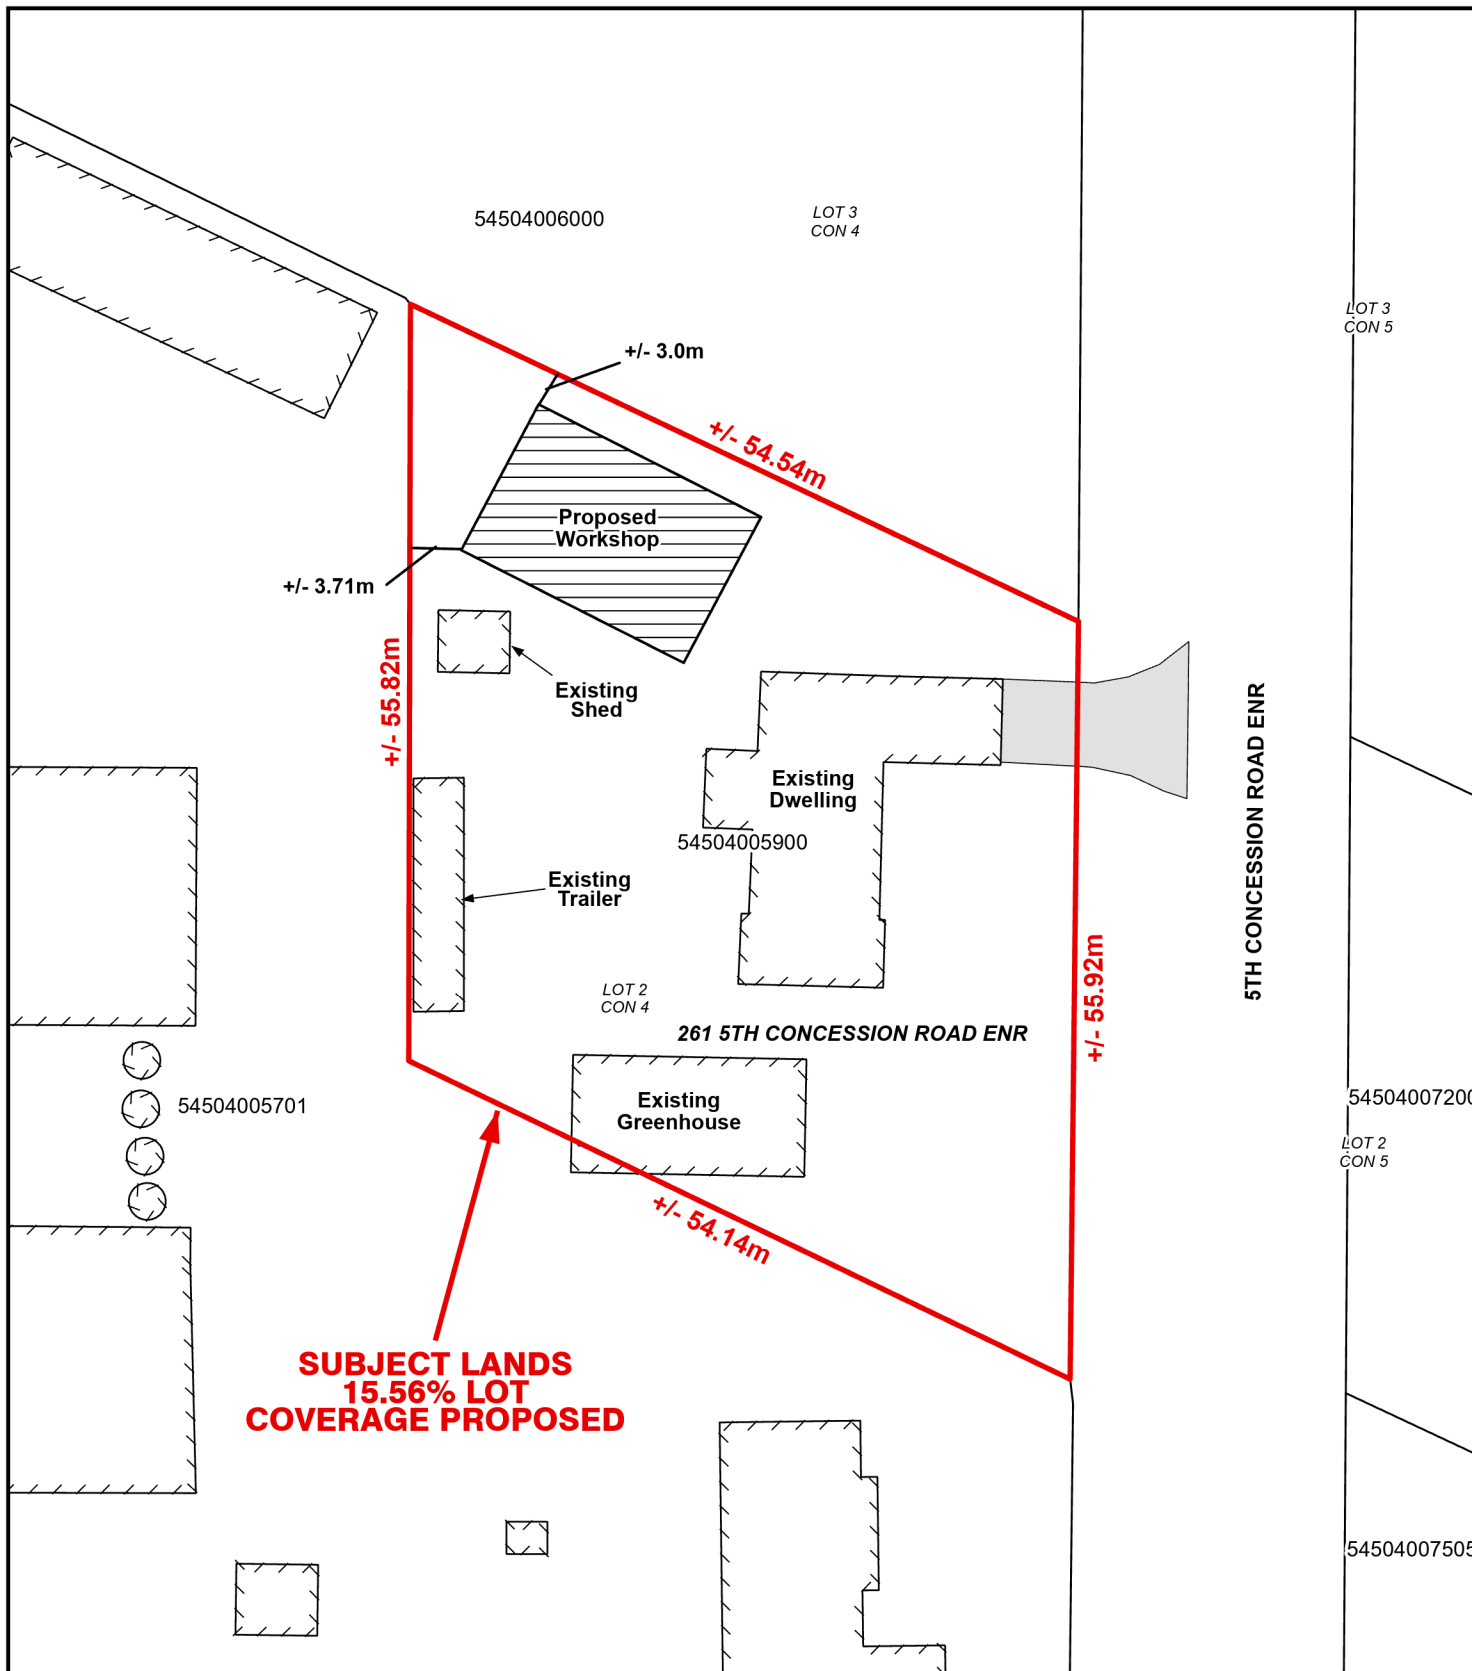 54504006000
LOT 3
CON 4
LOT 3
CON 5
+/- 3.0m
+/- 54.54m
Proposed
Workshop
+/- 3.71m
+/- 55.82m
Existing
Shed
Existing
Dwelling
54504005900
5TH CONCESSION ROAD ENR
Existing
Trailer
+/- 55.92m
LOT 2
CON 4
261 5TH CONCESSION ROAD ENR
Existing
Greenhouse
54504005701
54504007200
LOT 2
CON 5
+/- 54.14m
SUBJECT LANDS
15.56% LOT
COVERAGE PROPOSED
54504007505